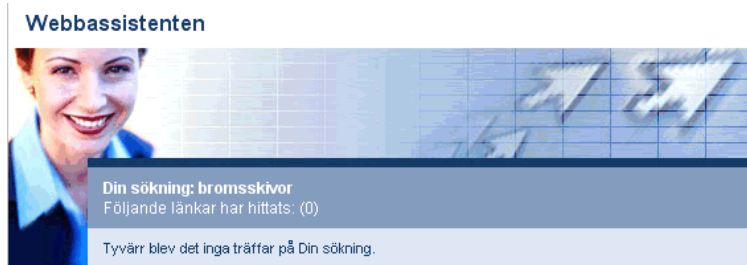 Webbassistenten
Din sökning: bromsskivor
Följande länkar har hittats: (0)
Tyvärr blev det inga träffar på Din sökning.